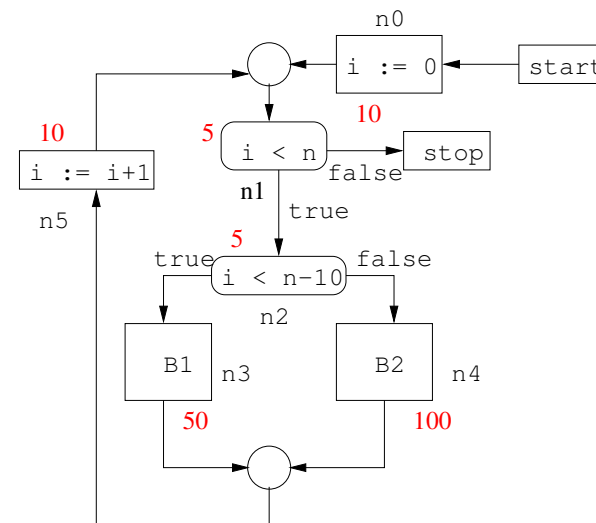 n0
i := 0
start
10
10
5
i < n
stop
false
n1
i := i+1
n5
true
5
true
false
i < n−10
n2
B1
n3
B2
n4
50
100